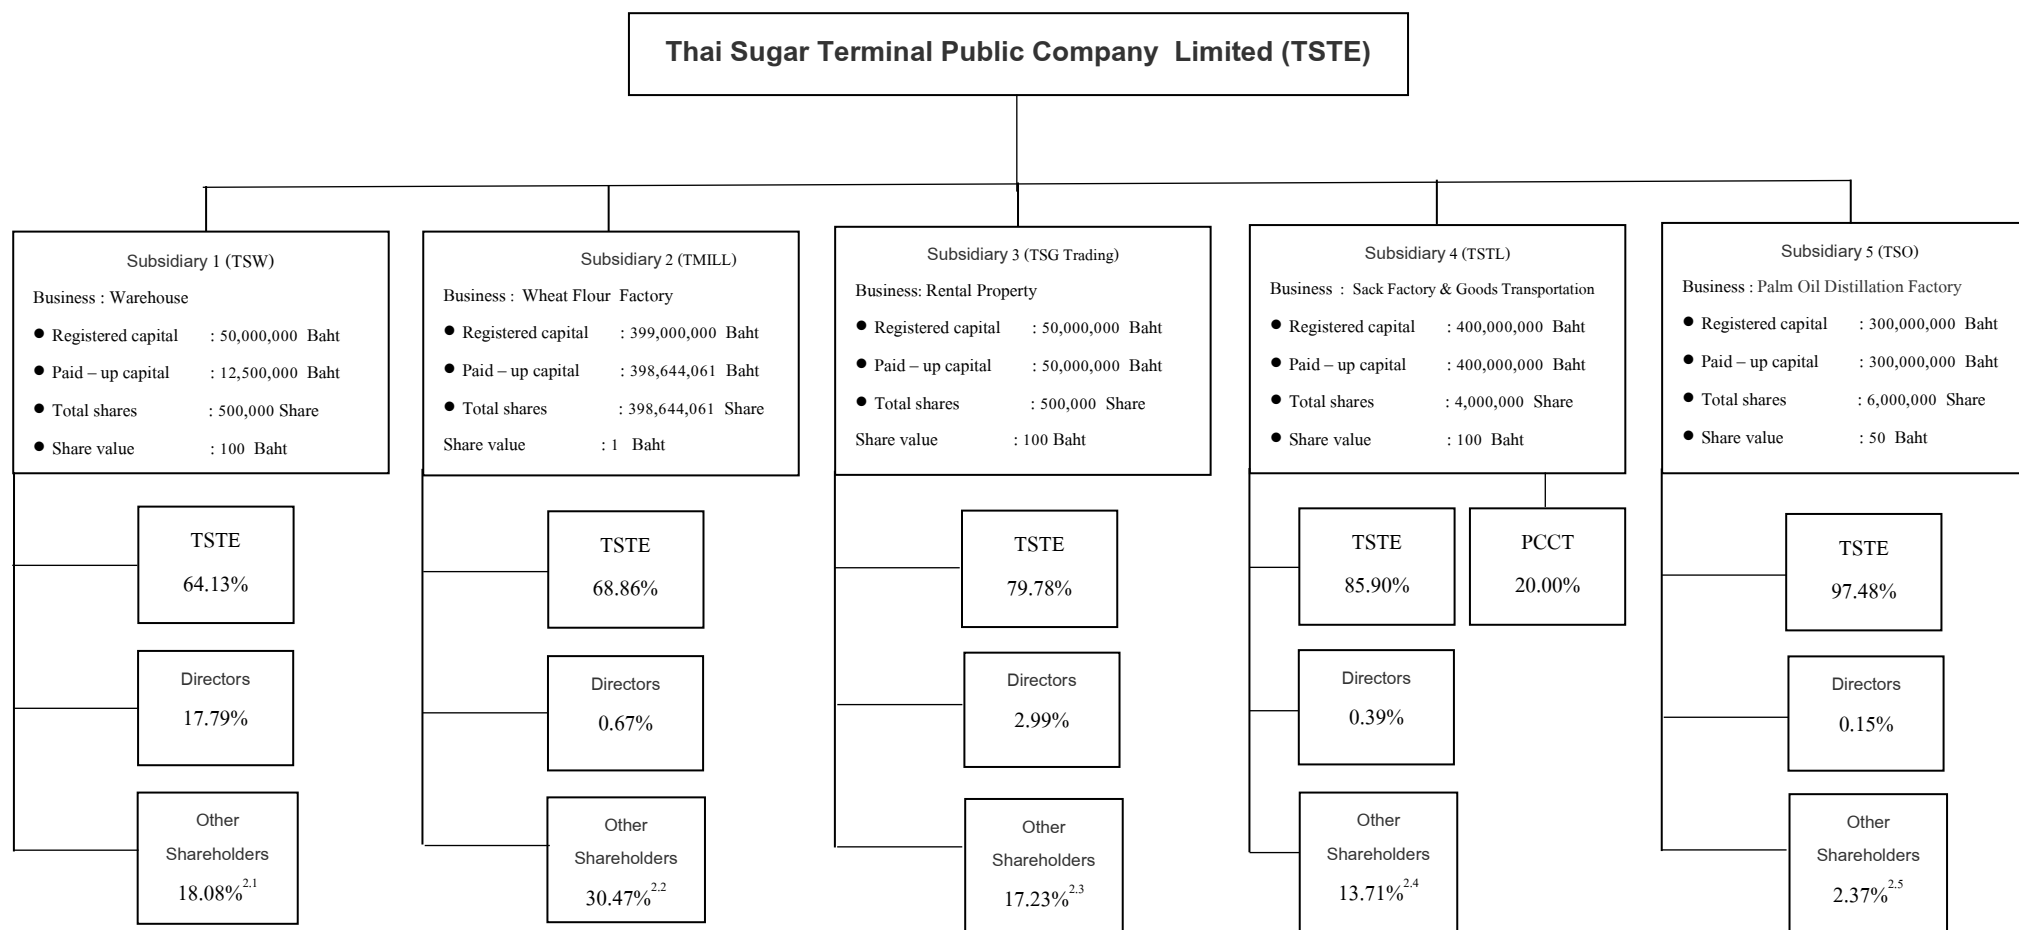 Thai Sugar Terminal Public Company Limited (TSTE)
Subsidiary 1 (TSW)
Business : Warehouse
● Registered capital : 50,000,000 Baht
● Paid – up capital : 12,500,000 Baht
● Total shares : 500,000 Share
● Share value : 100 Baht
Subsidiary 2 (TMILL)
Business : Wheat Flour Factory
● Registered capital : 399,000,000 Baht
● Paid – up capital : 398,644,061 Baht
● Total shares : 398,644,061 Share
Share value : 1 Baht
Subsidiary 3 (TSG Trading)
Business: Rental Property
● Registered capital : 50,000,000 Baht
● Paid – up capital : 50,000,000 Baht
● Total shares : 500,000 Share
Share value : 100 Baht
Subsidiary 4 (TSTL)
Business : Sack Factory & Goods Transportation
● Registered capital : 400,000,000 Baht
● Paid – up capital : 400,000,000 Baht
● Total shares : 4,000,000 Share
● Share value : 100 Baht
Subsidiary 5 (TSO)
Business : Palm Oil Distillation Factory
● Registered capital : 300,000,000 Baht
● Paid – up capital : 300,000,000 Baht
● Total shares : 6,000,000 Share
● Share value : 50 Baht
TSTE
64.13%
TSTE
68.86%
TSTE
79.78%
TSTE
85.90%
PCCT
20.00%
TSTE
97.48%
Directors
17.79%
Directors
0.67%
Directors
2.99%
Directors
0.39%
Directors
0.15%
Other
Shareholders
18.08%2.1
Other
Shareholders
30.47%2.2
Other
Shareholders
17.23%2.3
Other
Shareholders
13.71%2.4
Other
Shareholders
2.37%2.5